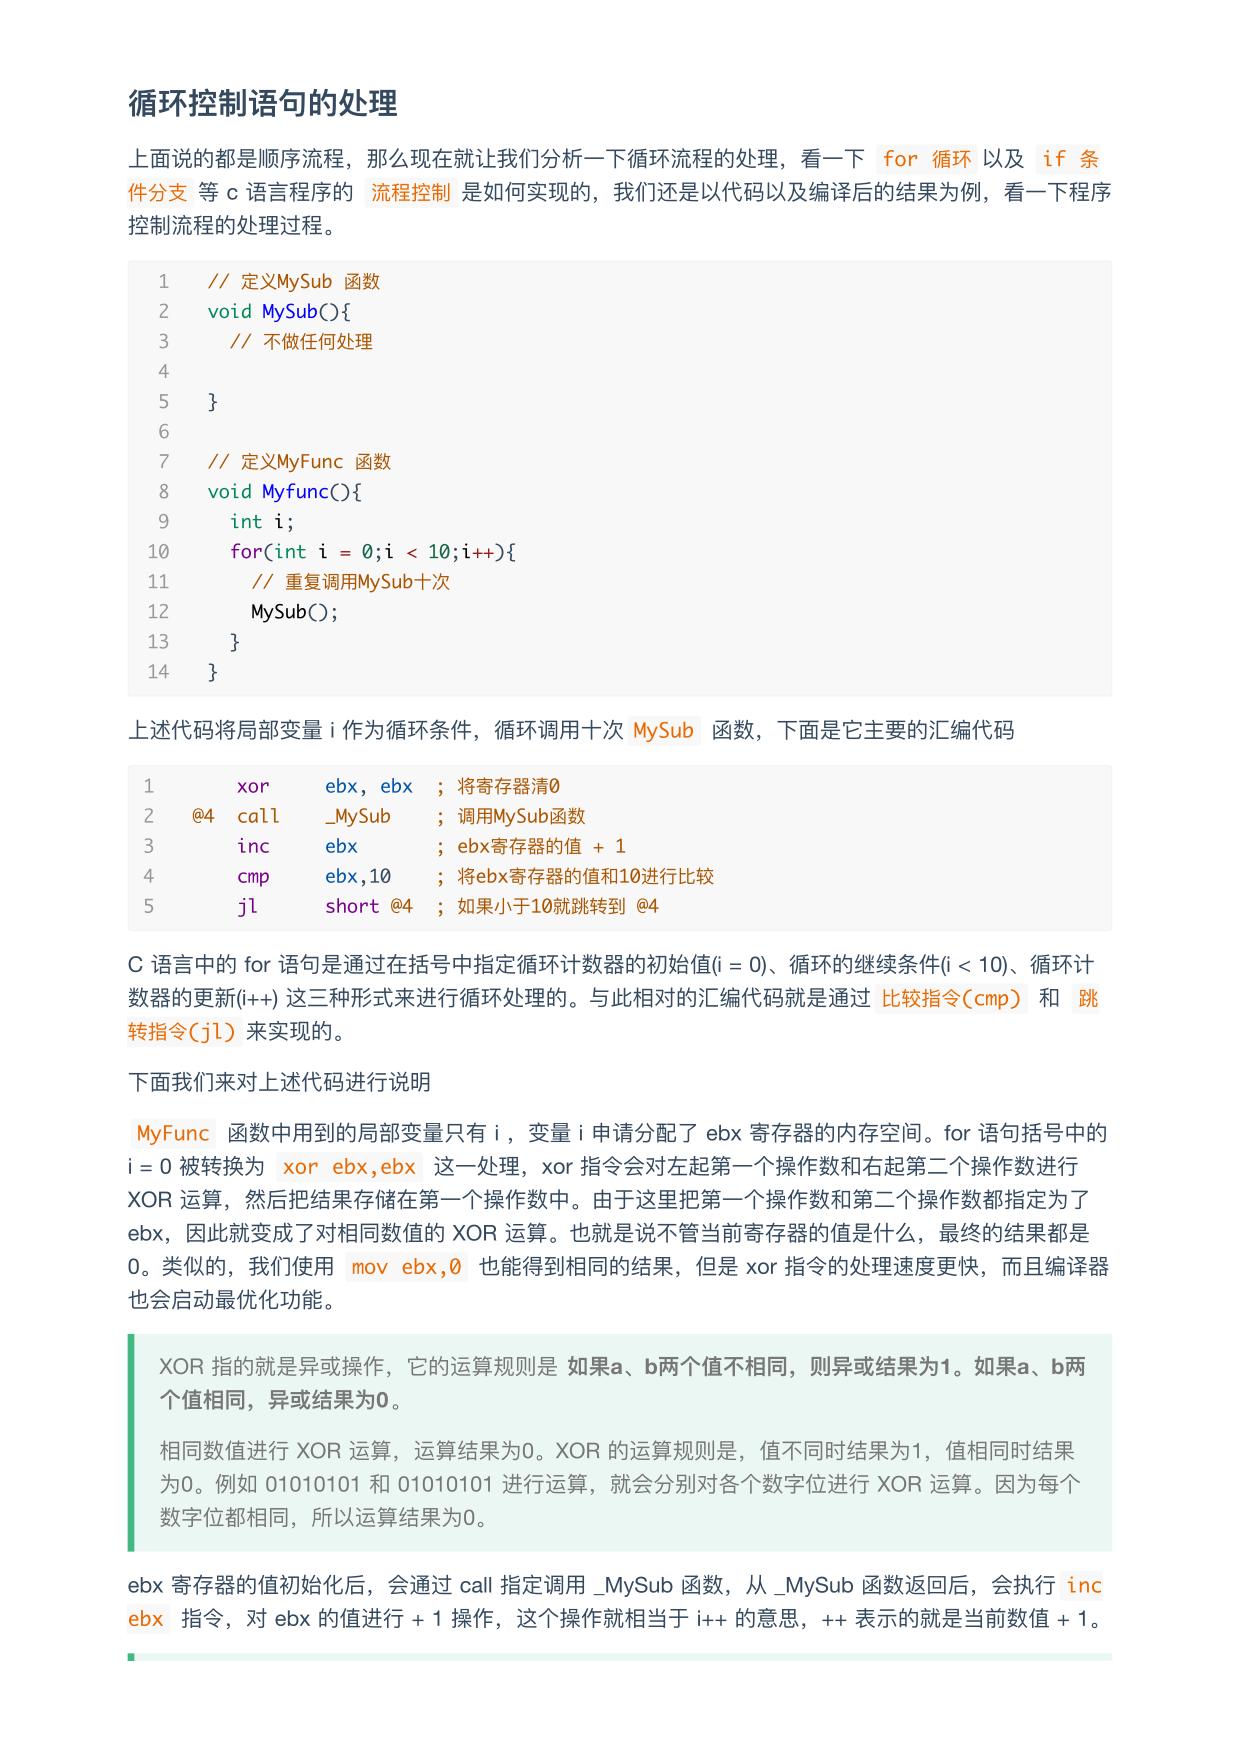 循环控制语句的处理
上面说的都是顺序流程，那么现在就让我们分析一下循环流程的处理，看一下 for 循环 以及 if 条
件分支 等 c 语言程序的 流程控制 是如何实现的，我们还是以代码以及编译后的结果为例，看一下程序
控制流程的处理过程。
1 // 定义MySub 函数
2 void MySub(){
3 // 不做任何处理
4
5 }
6
7 // 定义MyFunc 函数
8 void Myfunc(){
9 int i;
10 for(int i = 0;i < 10;i++){
11 // 重复调用MySub十次
12 MySub();
13 }
14 }
上述代码将局部变量 i 作为循环条件，循环调用十次 MySub 函数，下面是它主要的汇编代码
1 xor ebx, ebx ; 将寄存器清0
2 @4 call _MySub ; 调用MySub函数
3 inc ebx ; ebx寄存器的值 + 1
4 cmp ebx,10 ; 将ebx寄存器的值和10进行比较
5 jl short @4 ; 如果小于10就跳转到 @4
C 语言中的 for 语句是通过在括号中指定循环计数器的初始值(i = 0)、循环的继续条件(i < 10)、循环计
数器的更新(i++) 这三种形式来进行循环处理的。与此相对的汇编代码就是通过 比较指令(cmp) 和 跳
转指令(jl) 来实现的。
下面我们来对上述代码进行说明
MyFunc 函数中用到的局部变量只有 i ，变量 i 申请分配了 ebx 寄存器的内存空间。for 语句括号中的
i = 0 被转换为 xor ebx,ebx 这一处理，xor 指令会对左起第一个操作数和右起第二个操作数进行
XOR 运算，然后把结果存储在第一个操作数中。由于这里把第一个操作数和第二个操作数都指定为了
ebx，因此就变成了对相同数值的 XOR 运算。也就是说不管当前寄存器的值是什么，最终的结果都是
0。类似的，我们使用 mov ebx,0 也能得到相同的结果，但是 xor 指令的处理速度更快，而且编译器
也会启动最优化功能。
XOR 指的就是异或操作，它的运算规则是 如果a、b两个值不相同，则异或结果为1。如果a、b两
个值相同，异或结果为0。
相同数值进行 XOR 运算，运算结果为0。XOR 的运算规则是，值不同时结果为1，值相同时结果
为0。例如 01010101 和 01010101 进行运算，就会分别对各个数字位进行 XOR 运算。因为每个
数字位都相同，所以运算结果为0。
ebx 寄存器的值初始化后，会通过 call 指定调用 _MySub 函数，从 _MySub 函数返回后，会执行 inc
ebx 指令，对 ebx 的值进行 + 1 操作，这个操作就相当于 i++ 的意思，++ 表示的就是当前数值 + 1。